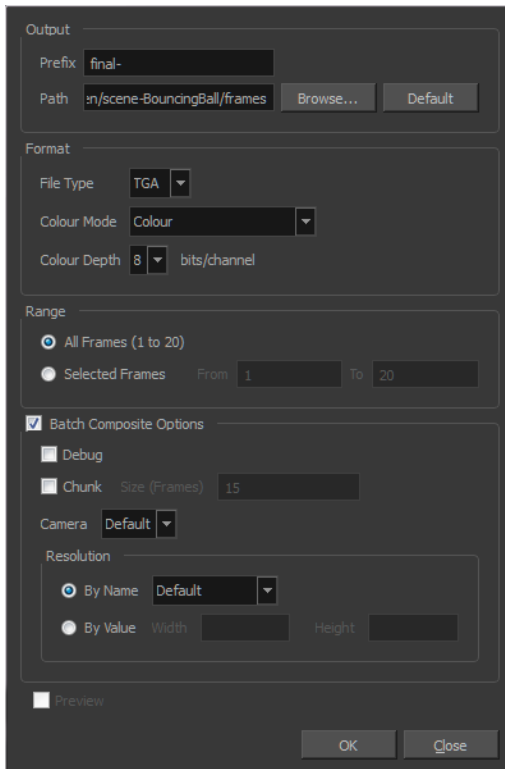 Output
Prefix final-
Path en/scene-BouncingBall/frames Browse... Default
Format
File Type TGA
Colour Mode Colour
Colour Depth 8 bits/channel
Range
All Frames (1 to 20)
Selected Frames From 1 To 20
Batch Composite Options
Debug
Chunk Size (Frames) 15
Camera Default
Resolution
By Name Default
By Value Width Height
Preview
OK Close